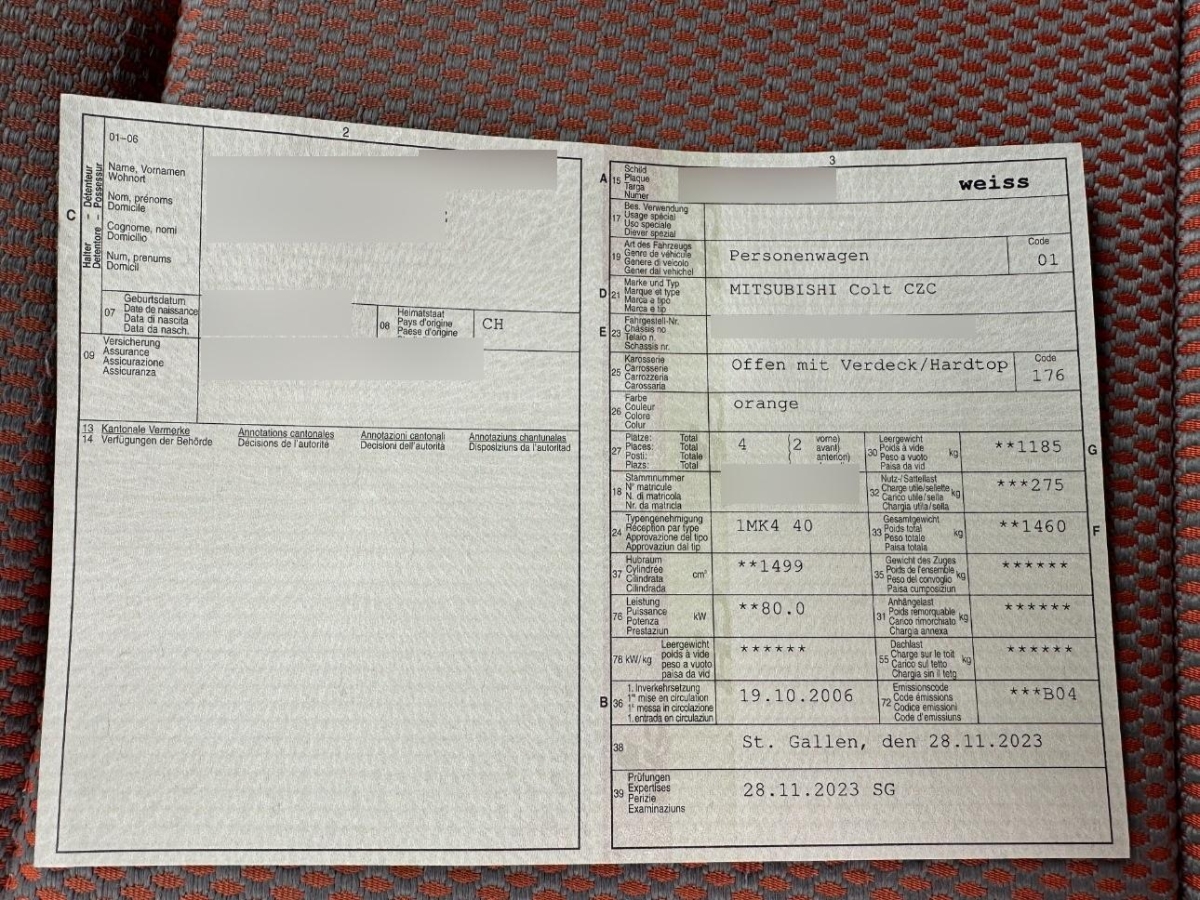 2
01-06
C
Halter - Détenteur
Detentore - Possessur
Name, Vornamen
Wohnort
Nom, prénoms
Domicile
Cognome, nomi
Domicilio
Num, prenums
Domicil
07
Geburtsdatum
Date de naissance
Data di nascita
Data da nasch.
08
Heimatstaat
Pays d'origine
Paese d'origine
CH
09
Versicherung
Assurance
Assicurazione
Assicuranza
13 Kantonale Vermerke Annotations cantonales Annotazioni cantonali Annotaziuns chantunalas
14 Verfügungen der Behörde Décisions de l'autorité Decisioni dell'autorità Disposiziuns da l'autoritad
3
A 15
Schild
Plaque
Targa
Numer
weiss
17
Bes. Verwendung
Usage spécial
Uso speciale
Diever spezial
19
Art des Fahrzeugs
Genre de véhicule
Genere di veicolo
Gener dal vehichel
Personenwagen
Code
01
D 21
Marke und Typ
Marque et type
Marca e tipo
Marca e tip
MITSUBISHI Colt CZC
E 23
Fahrgestell-Nr.
Châssis no
Telaio n.
Schassis nr.
25
Karosserie
Carrosserie
Carrozzeria
Carossaria
Offen mit Verdeck/Hardtop
Code
176
26
Farbe
Couleur
Colore
Colur
orange
27
Plätze: Total
Places: Total
Posti: Totale
Plazs: Total
4 (2 vorne)
avant)
anteriori)
30
Leergewicht
Poids à vide
Peso a vuoto
Paisa da vid
kg
**1185
G
18
Stammnummer
N° matricule
N. di matricola
Nr. da matricla
32
Nutz-/Sattellast
Charge utile/sellette
Carico utile/sella
Chargia utila/sella
kg
***275
24
Typengenehmigung
Réception par type
Approvazione del tipo
Approvaziun dal tip
1MK4 40
33
Gesamtgewicht
Poids total
Peso totale
Paisa totala
kg
**1460
F
37
Hubraum
Cylindrée
Cilindrata
Cilindrada
cm³
**1499
35
Gewicht des Zuges
Poids de l'ensemble
Peso del convoglio
Paisa cumposiziun
kg
******
76
Leistung
Puissance
Potenza
Prestaziun
kW
**80.0
31
Anhängelast
Poids remorquable
Carico rimorchiato
Chargia annexa
kg
******
78 kW/kg
Leergewicht
poids à vide
peso a vuoto
paisa da vid
******
55
Dachlast
Charge sur le toit
Carico sul tetto
Chargia sin il tetg
kg
******
B 36
1. Inverkehrsetzung
1re mise en circulation
1a messa in circolazione
1. entrada en circulaziun
19.10.2006
72
Emissionscode
Code émissions
Codice emissioni
Code d'emissiuns
***B04
38
St. Gallen, den 28.11.2023
39
Prüfungen
Expertises
Perizie
Examinaziuns
28.11.2023 SG